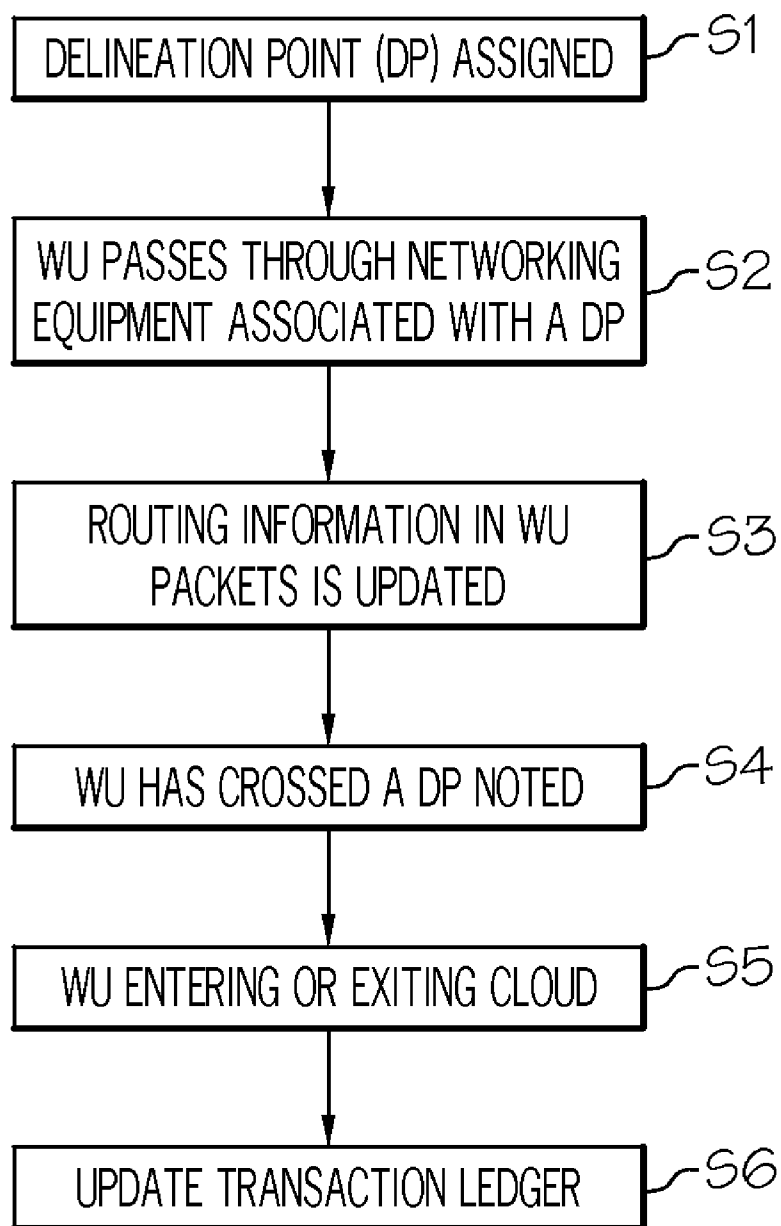 DELINEATION POINT (DP) ASSIGNED S1
WU PASSES THROUGH NETWORKING S2
EQUIPMENT ASSOCIATED WITH A DP
ROUTING INFORMATION IN WU S3
PACKETS IS UPDATED
WU HAS CROSSED A DP NOTED S4
WU ENTERING OR EXITING CLOUD S5
UPDATE TRANSACTION LEDGER S6